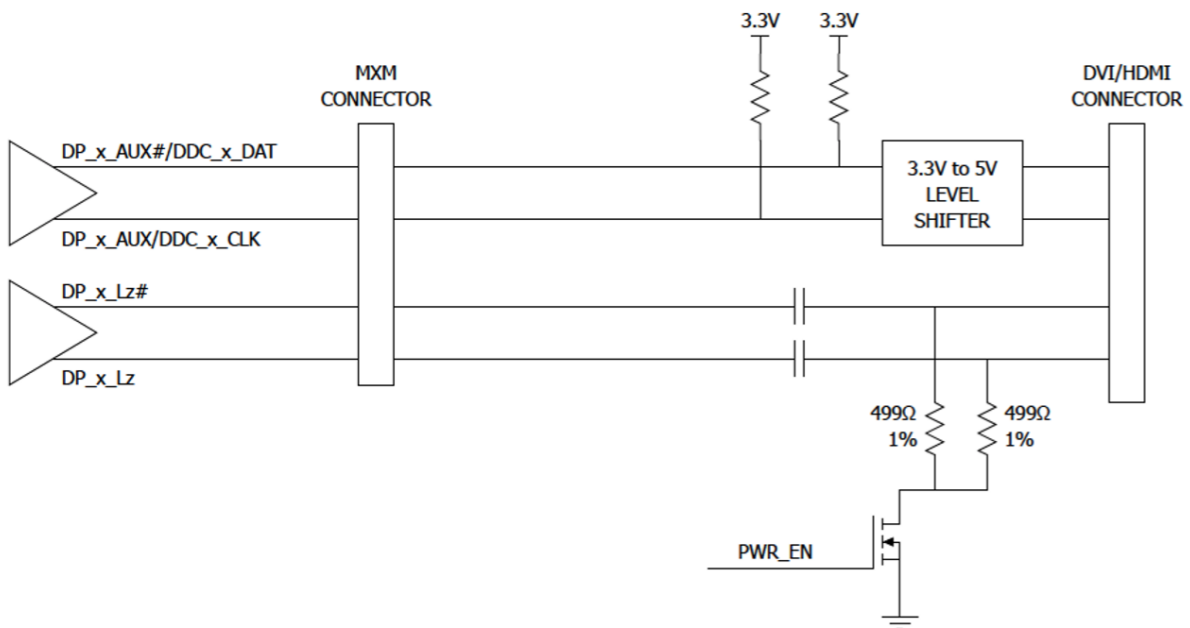 3.3V
3.3V
MXM
CONNECTOR
DVI/HDMI
CONNECTOR
DP_x_AUX#/DDC_x_DAT
3.3V to 5V
LEVEL
SHIFTER
DP_x_AUX/DDC_x_CLK
DP_x_Lz#
DP_x_Lz
499Ω
1%
499Ω
1%
PWR_EN